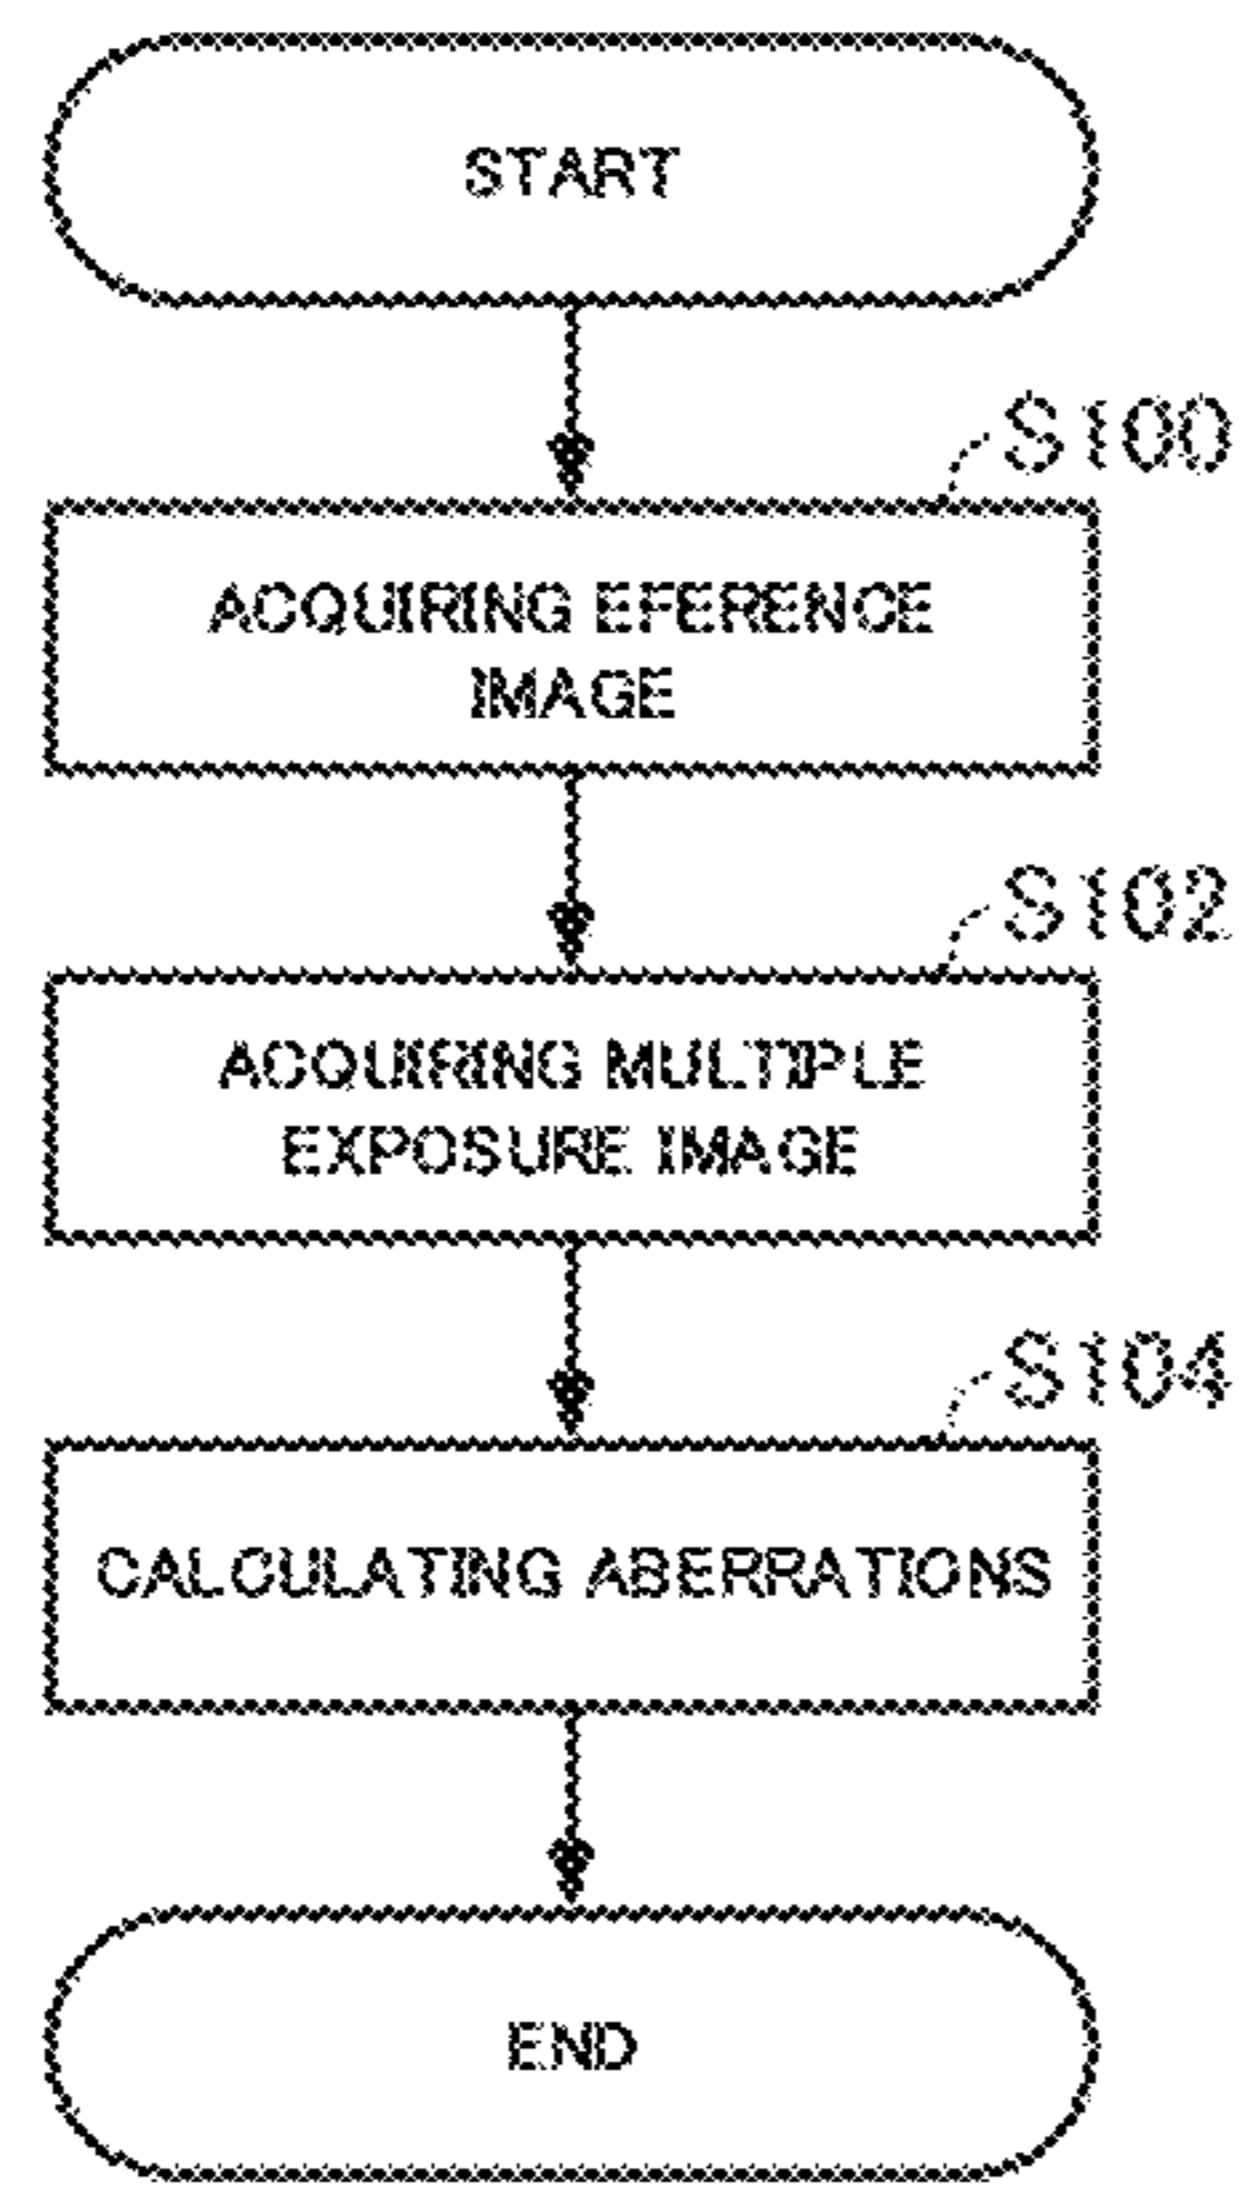 START
S100
ACQUIRING EFERENCE
IMAGE
S102
ACQUIRING MULTIPLE
EXPOSURE IMAGE
S104
CALCULATING ABERRATIONS
END